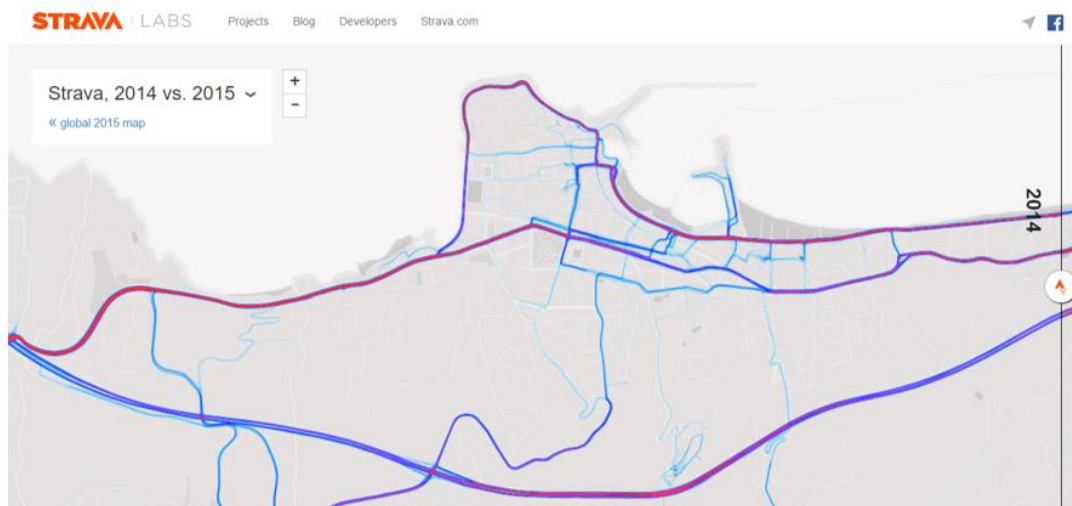 STRAVA LABS Projects Blog Developers Strava.com
+
Strava, 2014 vs. 2015
« global 2015 map
−
2014